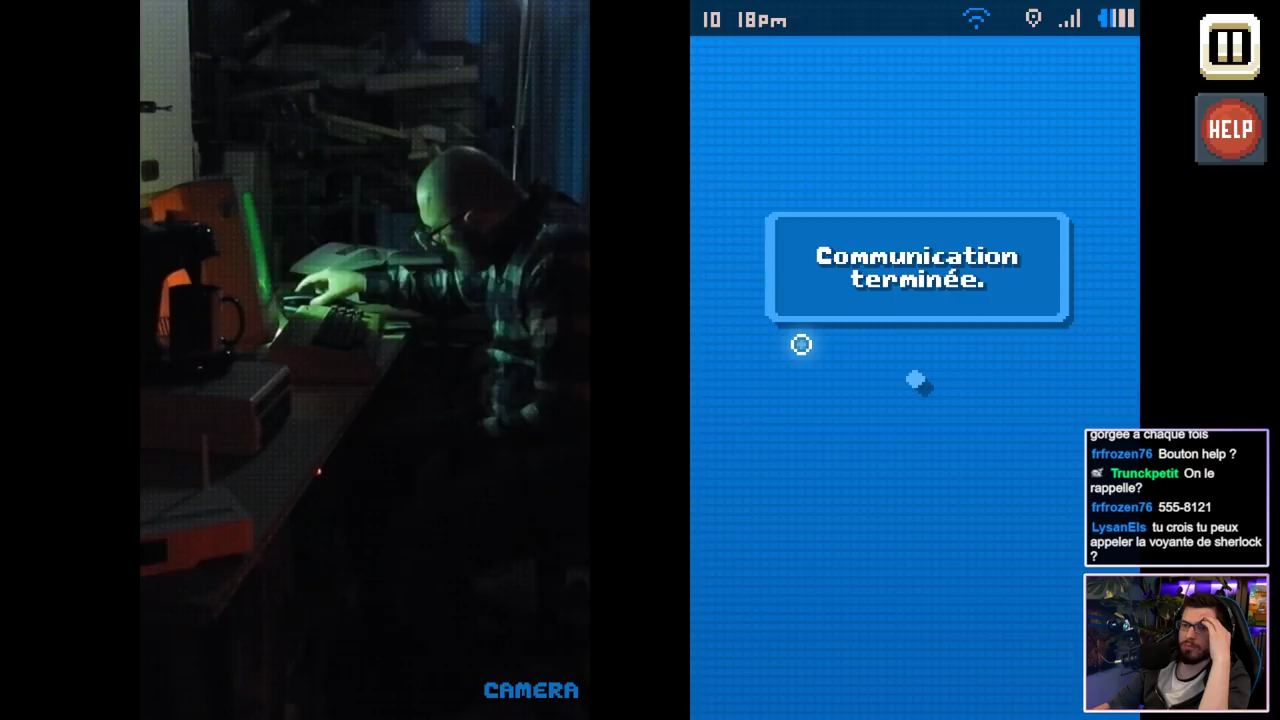 10 18pm
HELP
Communication
terminée.
gorgée à chaque fois
frfrozen76 Bouton help ?
Trunckpetit On le
rappelle?
frfrozen76 555-8121
LysanEls tu crois tu peux
appeler la voyante de sherlock
?
CAMERA